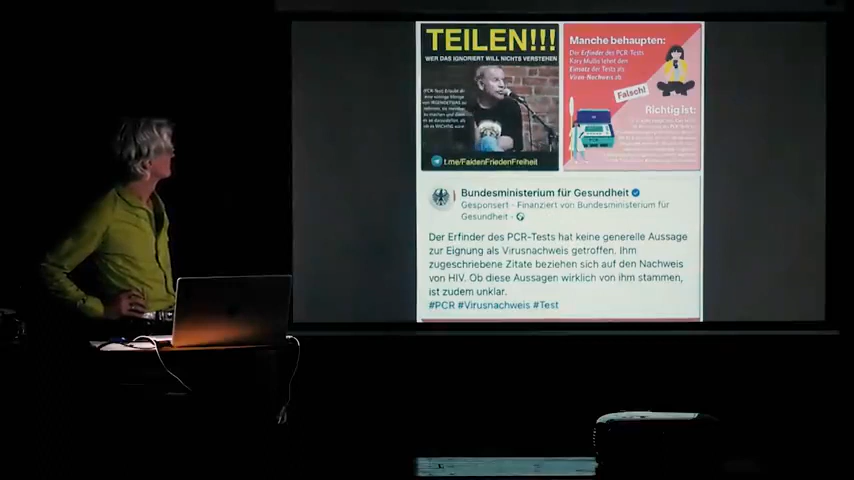 TEILEN!!!
WER DAS IGNORIERT WILL NICHTS VERSTEHEN
t.me/FaktenFriedenFreiheit
Manche behaupten:
Der Erfinder des PCR-Tests
Kary Mullis lehnt den
Einsatz der Tests als
Virus-Nachweis ab.
Falsch!
Richtig ist:
PCR
Bundesministerium für Gesundheit
Gesponsert · Finanziert von Bundesministerium für
Gesundheit ·
Der Erfinder des PCR-Tests hat keine generelle Aussage
zur Eignung als Virusnachweis getroffen. Ihm
zugeschriebene Zitate beziehen sich auf den Nachweis
von HIV. Ob diese Aussagen wirklich von ihm stammen,
ist zudem unklar.
#PCR #Virusnachweis #Test